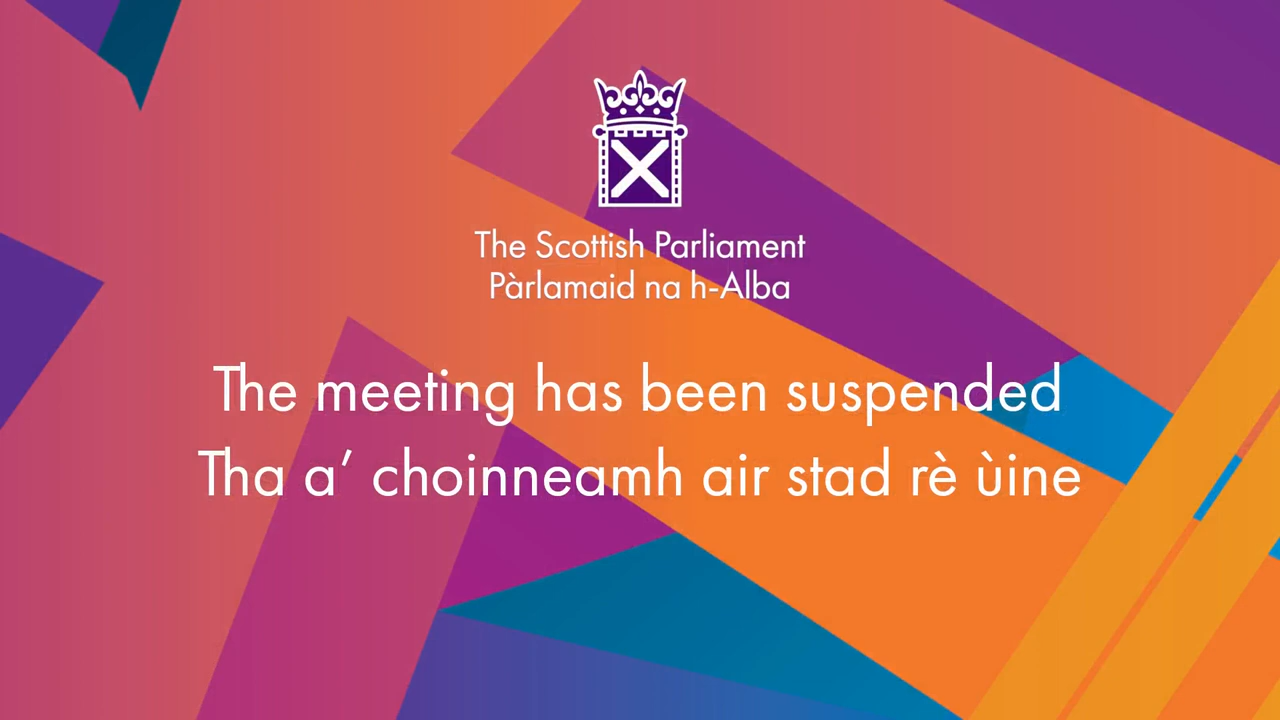 The Scottish Parliament
Pàrlamaid na h-Alba
The meeting has been suspended
Tha a’ choinneamh air stad rè ùine